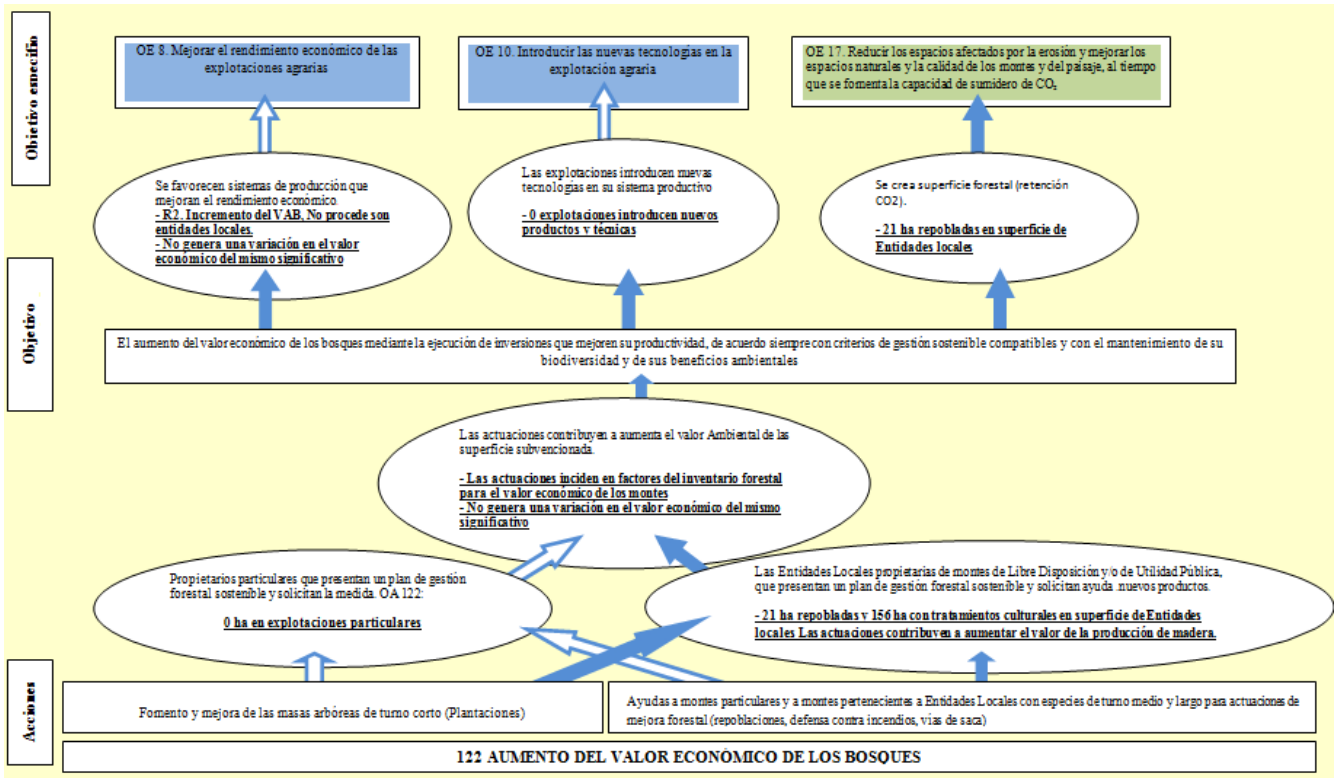 Objetivo especifio
OE 8. Mejorar el rendimiento económico de las
explotaciones agrarias
OE 10. Introducir las nuevas tecnologías en la
explotación agraria
OE 17. Reducir los espacios afectados por la erosión y mejorar los
espacios naturales y la calidad de los montes y del paisaje, al tiempo
que se fomenta la capacidad de sumidero de CO₂
Se favorecen sistemas de producción que
mejoran el rendimiento económico.
- R2. Incremento del VAB, No procede son
entidades locales.
- No genera una variación en el valor
económico del mismo significativo
Las explotaciones introducen nuevas
tecnologías en su sistema productivo
- 0 explotaciones introducen nuevos
productos y técnicas
Se crea superficie forestal (retención
CO2).
- 21 ha repobladas en superficie de
Entidades locales
Objetivo
El aumento del valor económico de los bosques mediante la ejecución de inversiones que mejoren su productividad, de acuerdo siempre con criterios de gestión sostenible compatibles y con el mantenimiento de su
biodiversidad y de sus beneficios ambientales
Las actuaciones contribuyen a aumenta el valor Ambiental de las
superficie subvencionada.
- Las actuaciones inciden en factores del inventario forestal
para el valor económico de los montes
- No genera una variación en el valor económico del mismo
significativo
Propietarios particulares que presentan un plan de gestión
forestal sostenible y solicitan la medida. OA 122:
0 ha en explotaciones particulares
Las Entidades Locales propietarias de montes de Libre Disposición y/o de Utilidad Pública,
que presentan un plan de gestión forestal sostenible y solicitan ayuda .nuevos productos.
- 21 ha repobladas y 156 ha con tratamientos culturales en superficie de Entidades
locales Las actuaciones contribuyen a aumentar el valor de la producción de madera.
Acciones
Fomento y mejora de las masas arbóreas de turno corto (Plantaciones)
Ayudas a montes particulares y a montes pertenecientes a Entidades Locales con especies de turno medio y largo para actuaciones de
mejora forestal (repoblaciones, defensa contra incendios, vías de saca)
122 AUMENTO DEL VALOR ECONÓMICO DE LOS BOSQUES